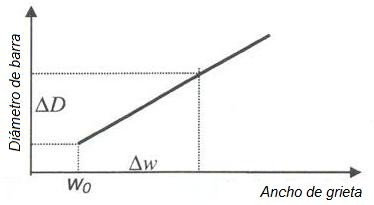 Diámetro de barra
ΔD
Δw
w₀
Ancho de grieta